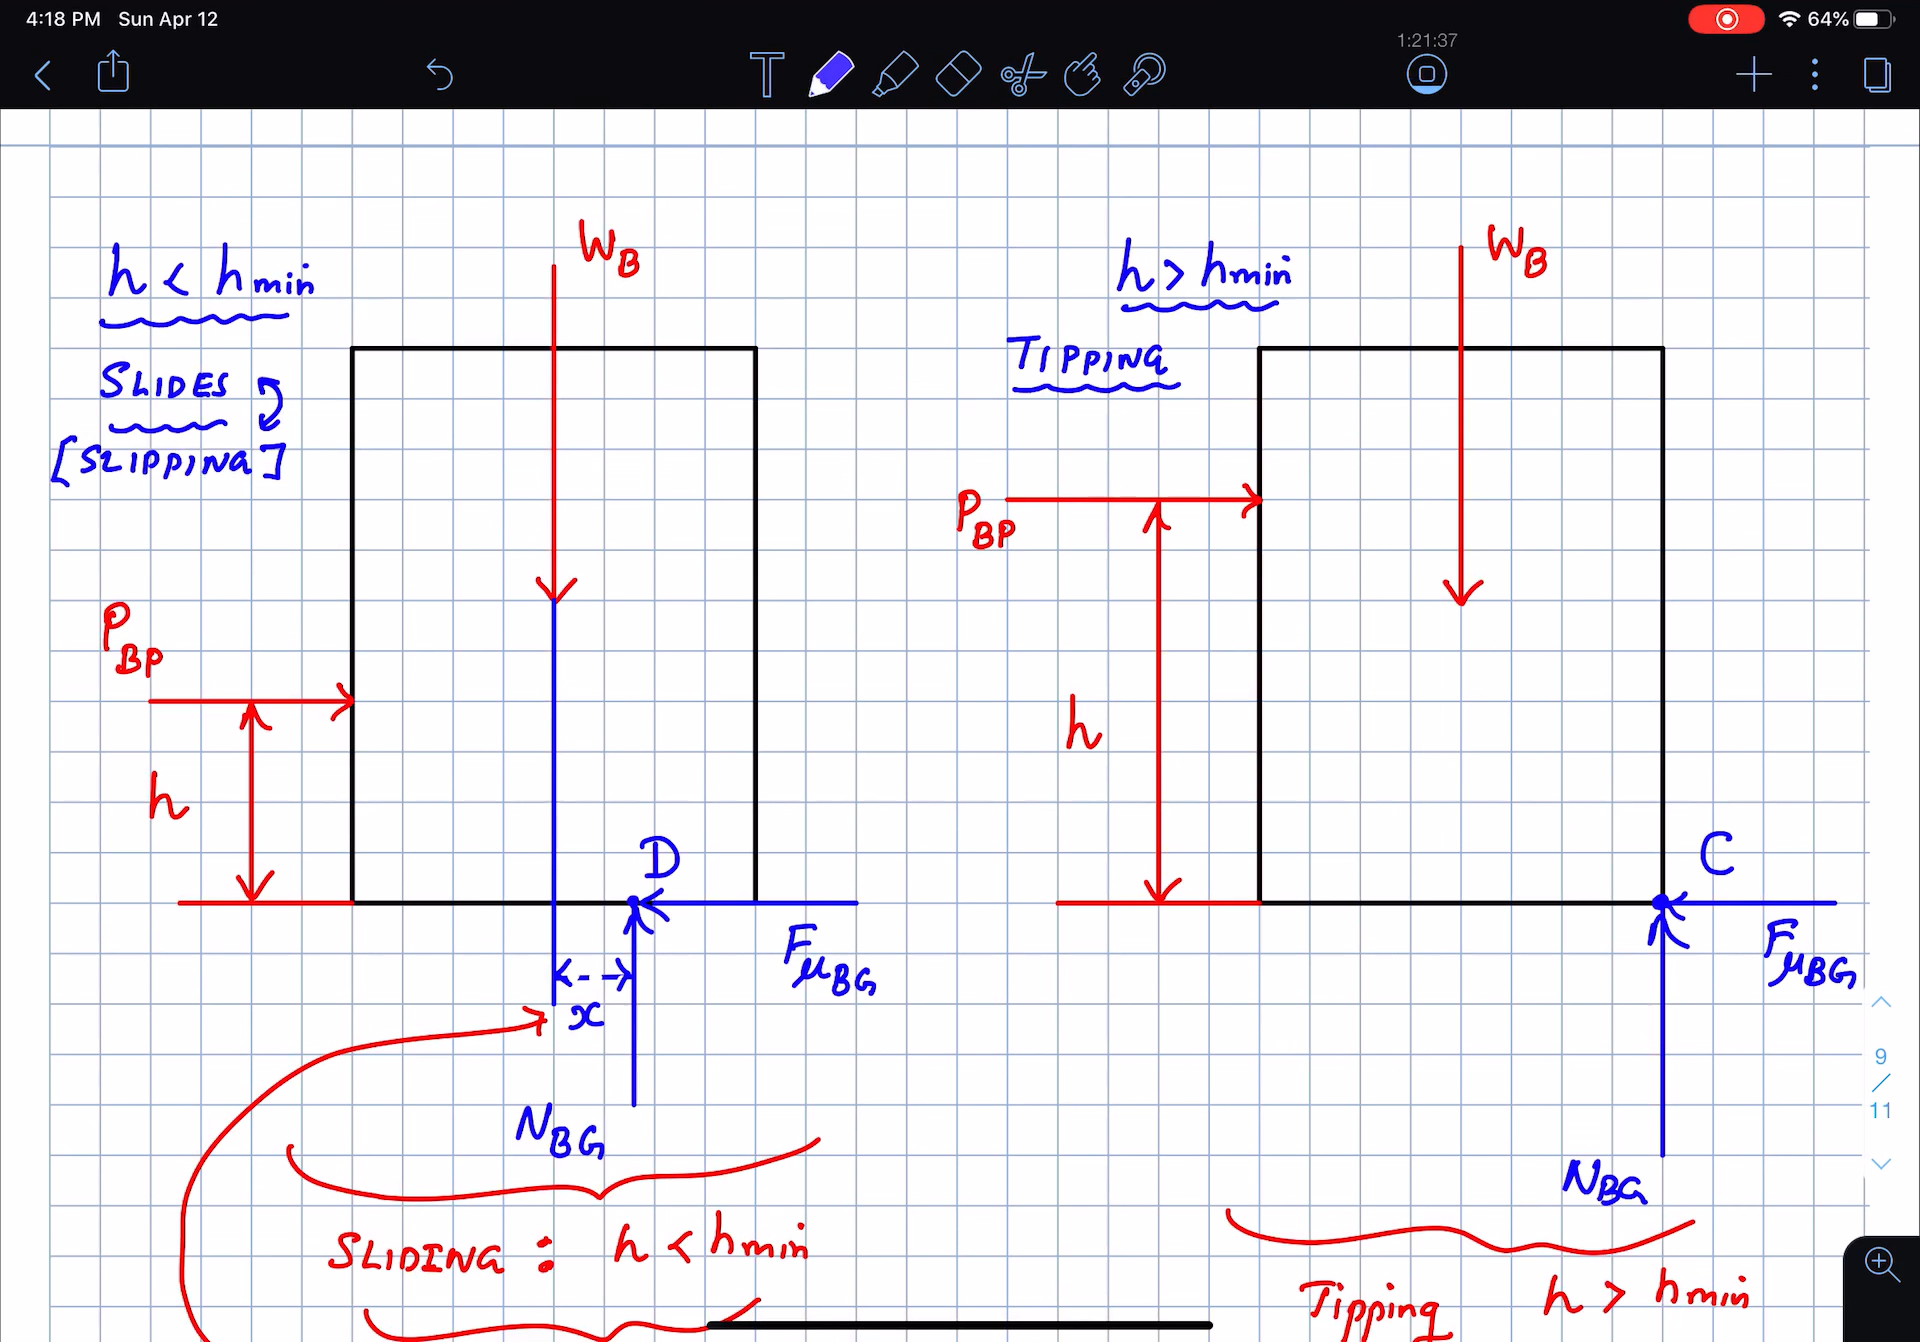 4:18 PM Sun Apr 12
64%
1:21:37
T
h < hmin
SLIDES
[SLIPPING]
WB
PBP
h
D
FμBG
x
NBG
SLIDING : h < hmin
h > hmin
TIPPING
WB
PBP
h
C
FμBG
NBG
Tipping h > hmin
9
/
11